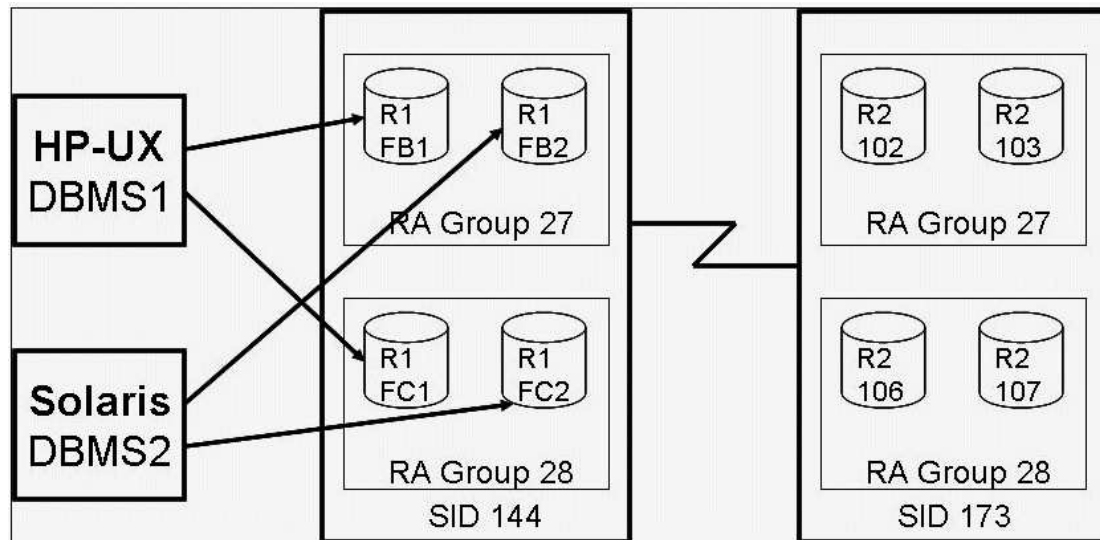 HP-UX
DBMS1
Solaris
DBMS2
R1
FB1
R1
FB2
RA Group 27
R1
FC1
R1
FC2
RA Group 28
SID 144
R2
102
R2
103
RA Group 27
R2
106
R2
107
RA Group 28
SID 173